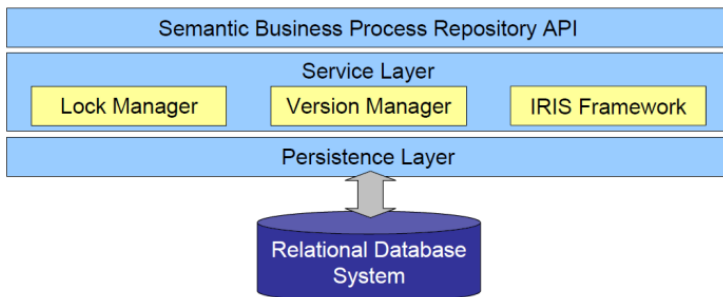 Semantic Business Process Repository API
Service Layer
Lock Manager
Version Manager
IRIS Framework
Persistence Layer
Relational Database
System